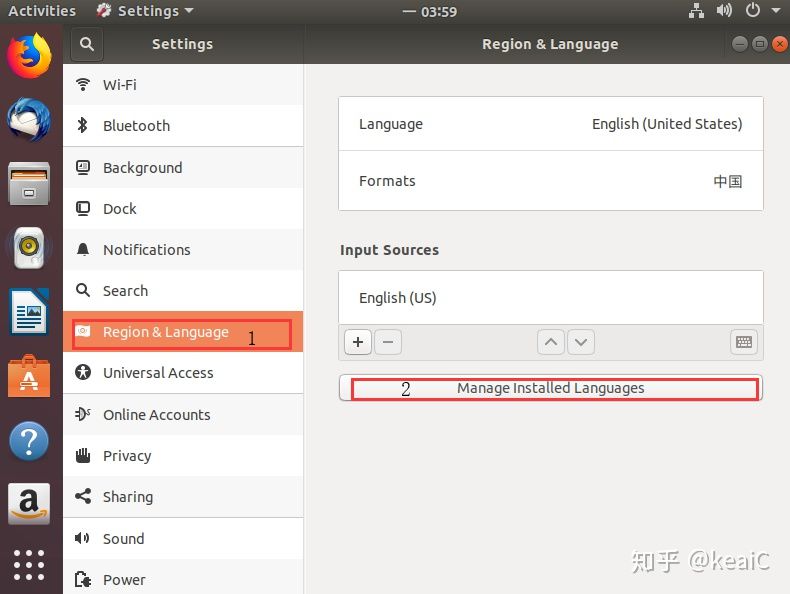 Activities Settings 03:59
Settings
Region & Language
Wi-Fi
Bluetooth
Background
Dock
Notifications
Search
Region & Language 1
Universal Access
Online Accounts
Privacy
Sharing
Sound
Power
Language English (United States)
Formats 中国
Input Sources
English (US)
2 Manage Installed Languages
知乎 @keaiC